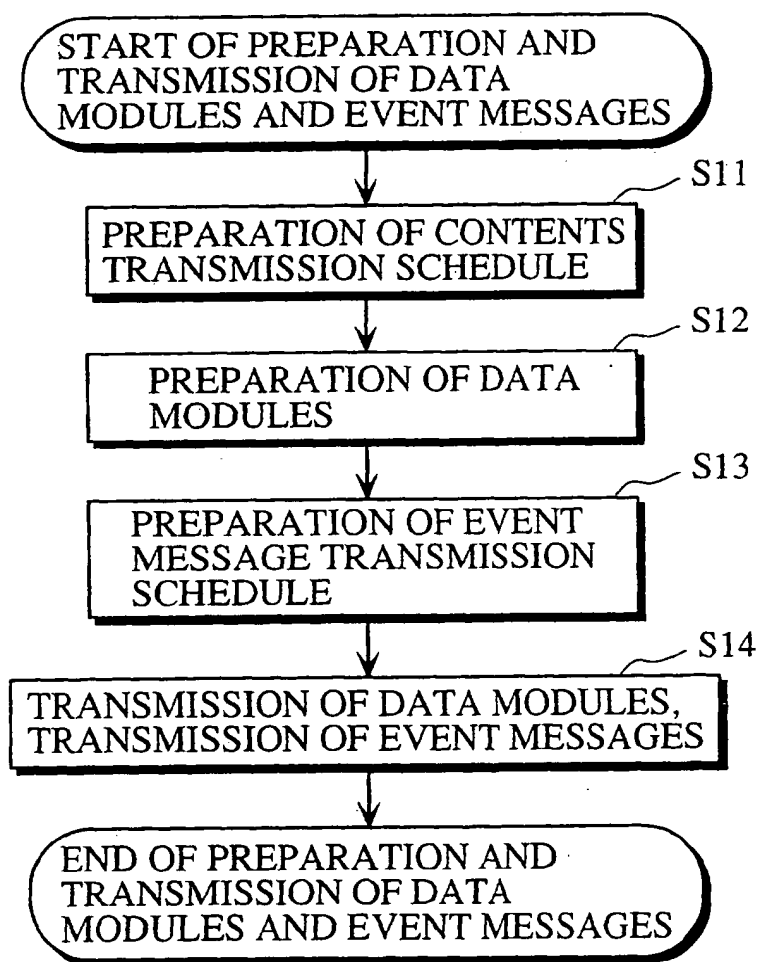 START OF PREPARATION AND
TRANSMISSION OF DATA
MODULES AND EVENT MESSAGES
S11
PREPARATION OF CONTENTS
TRANSMISSION SCHEDULE
S12
PREPARATION OF DATA
MODULES
S13
PREPARATION OF EVENT
MESSAGE TRANSMISSION
SCHEDULE
S14
TRANSMISSION OF DATA MODULES,
TRANSMISSION OF EVENT MESSAGES
END OF PREPARATION AND
TRANSMISSION OF DATA
MODULES AND EVENT MESSAGES